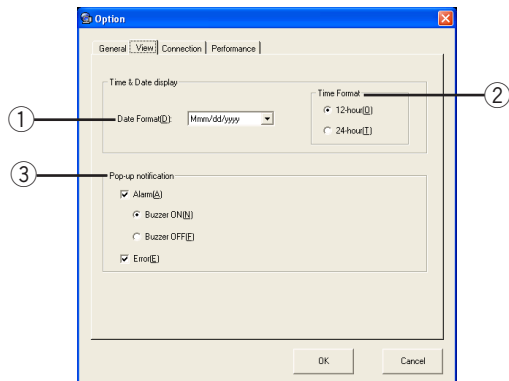 Option
General View Connection Performance
Time & Date display
Time Format
② 
① Date Format(D): Mmm/dd/yyyy
12-hour(O)
24-hour(T)
③ Pop-up notification
Alarm(A)
Buzzer ON(N)
Buzzer OFF(F)
Error(E)
OK Cancel